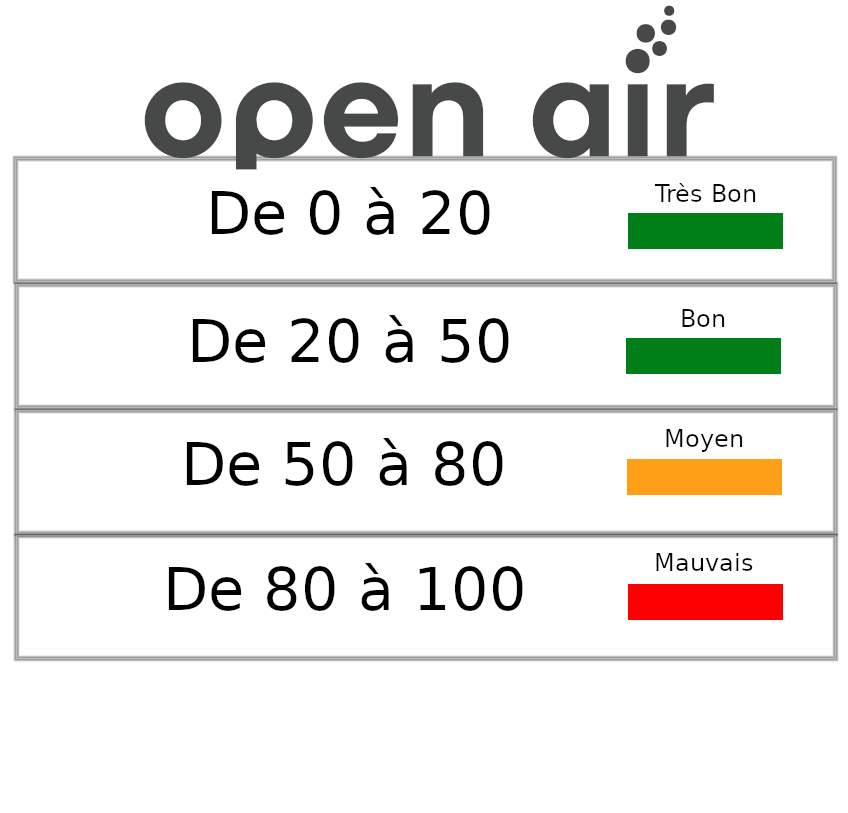 open air
De 0 à 20
Très Bon
De 20 à 50
Bon
De 50 à 80
Moyen
De 80 à 100
Mauvais